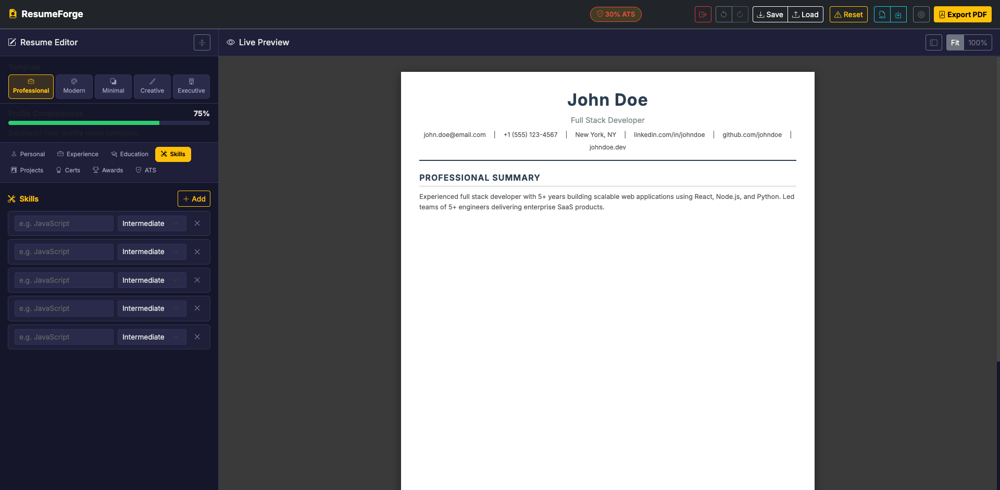 ResumeForge
30% ATS
Save
Load
Reset
JSON
Export PDF
Resume Editor
Live Preview
Fit
100%
Template
Professional
Modern
Minimal
Creative
Executive
Profile Completeness
75%
Excellent! Your profile looks complete.
Personal
Experience
Education
Skills
Projects
Certs
Awards
ATS
Skills
+ Add
e.g. JavaScript Intermediate
e.g. JavaScript Intermediate
e.g. JavaScript Intermediate
e.g. JavaScript Intermediate
e.g. JavaScript Intermediate
John Doe
Full Stack Developer
john.doe@email.com | +1 (555) 123-4567 | New York, NY | linkedin.com/in/johndoe | github.com/johndoe |
johndoe.dev
PROFESSIONAL SUMMARY
Experienced full stack developer with 5+ years building scalable web applications using React, Node.js, and Python. Led
teams of 5+ engineers delivering enterprise SaaS products.